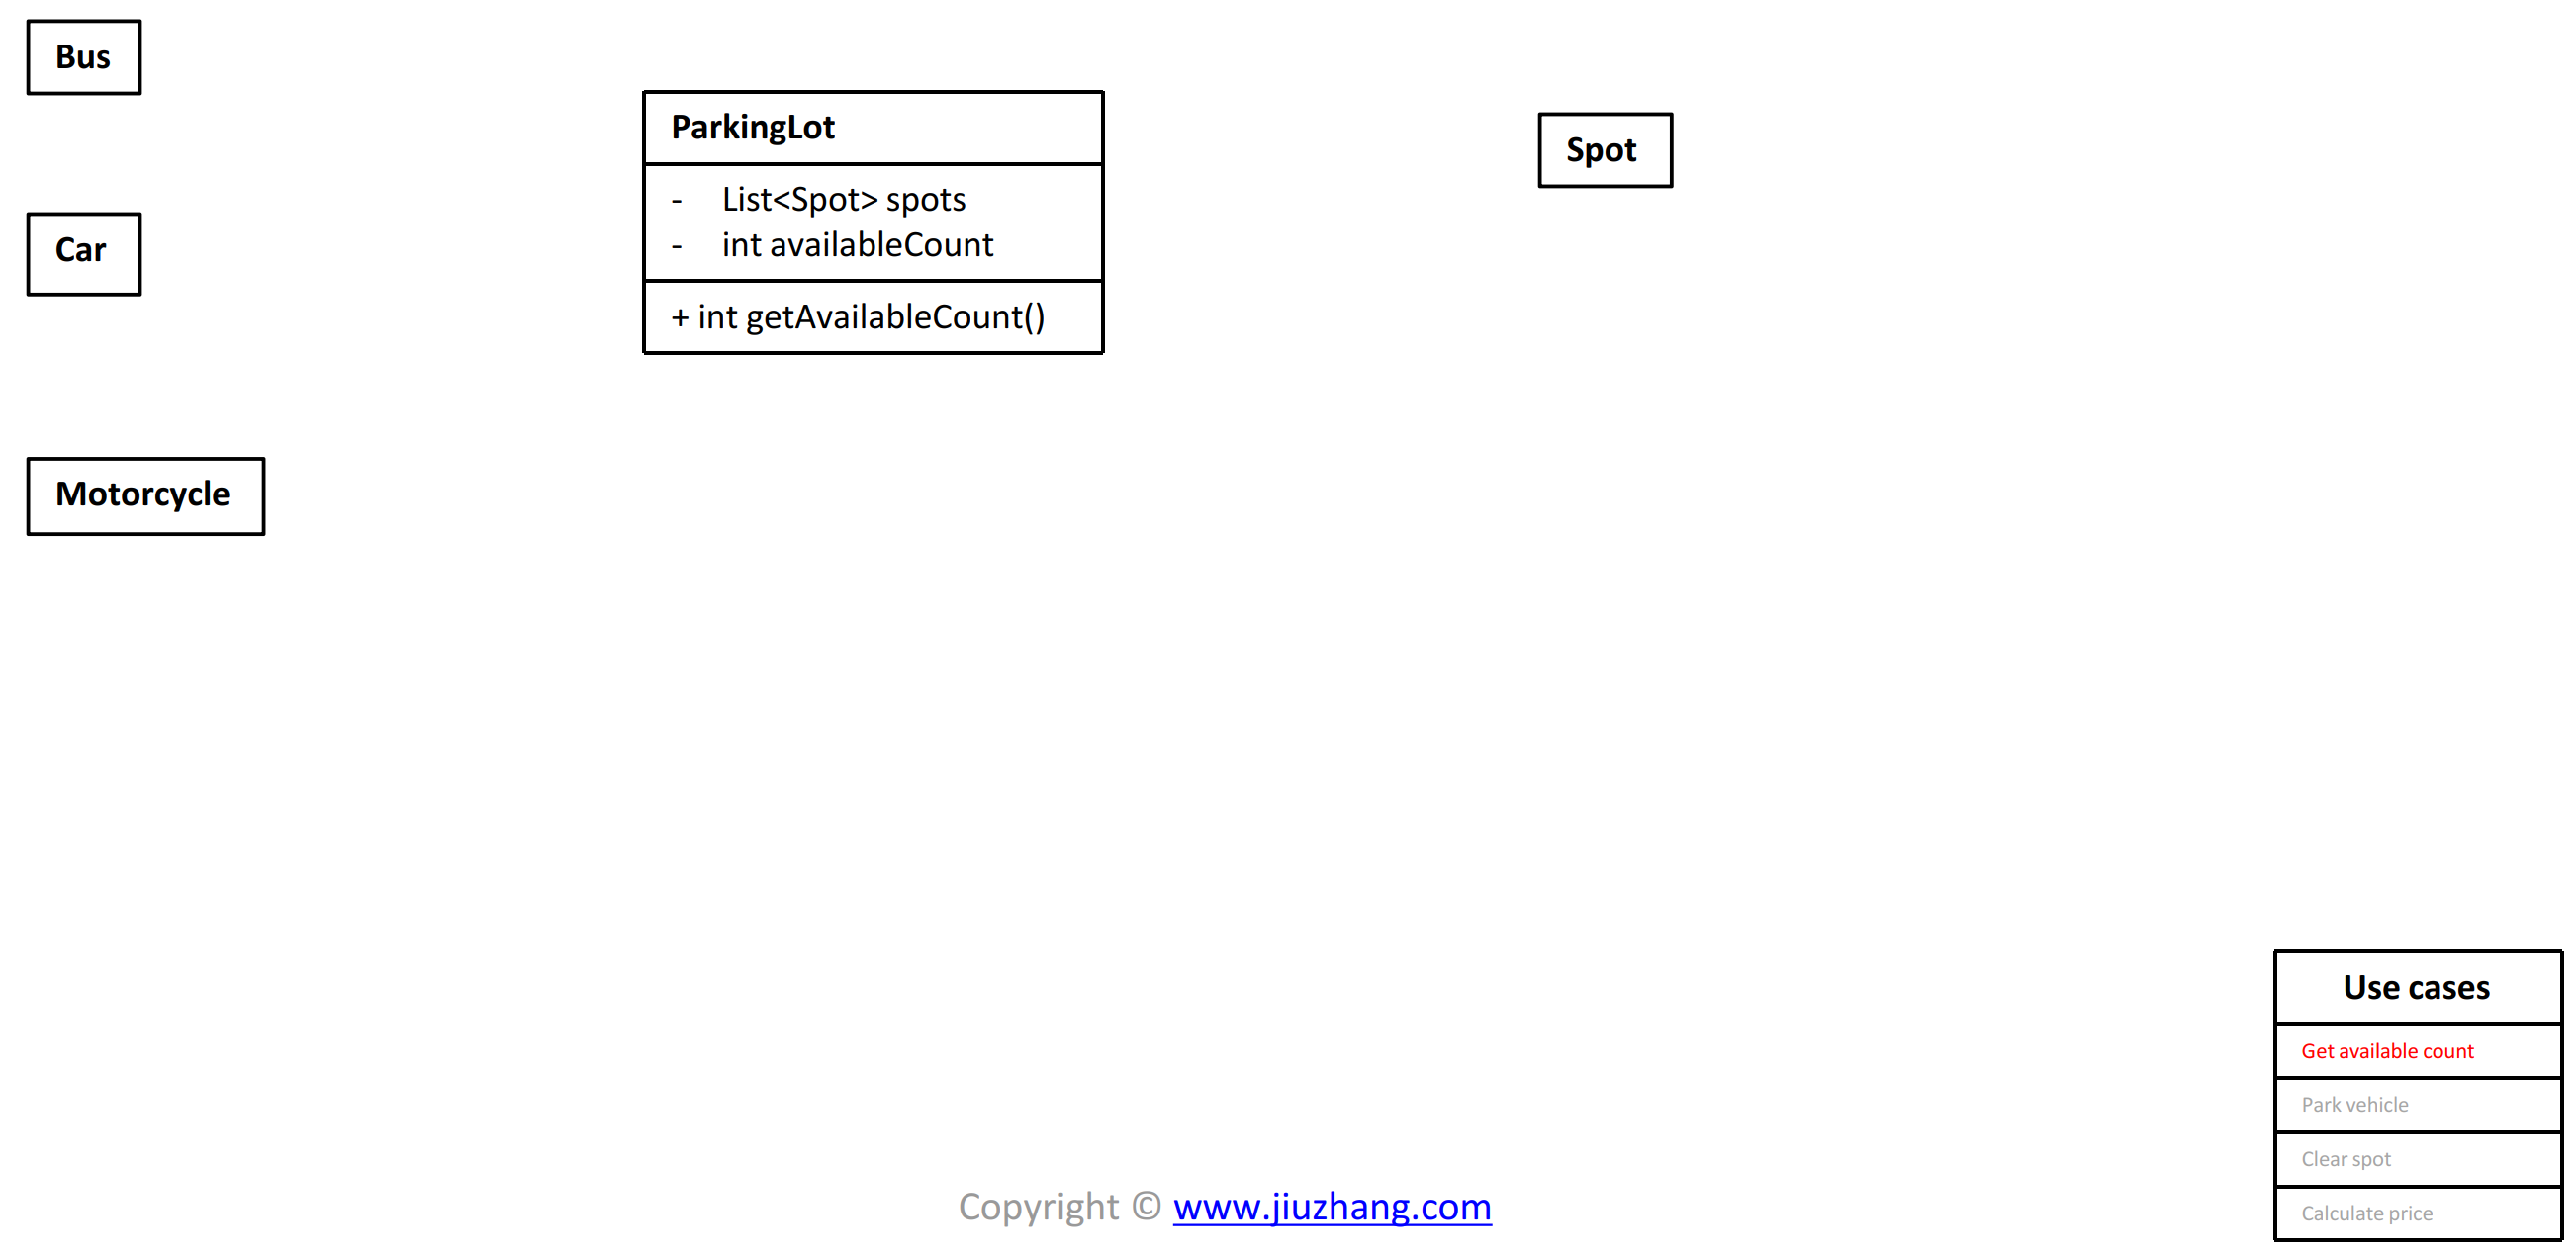 Bus
Car
Motorcycle
ParkingLot
- List<Spot> spots
- int availableCount
+ int getAvailableCount()
Spot
Use cases
Get available count
Park vehicle
Clear spot
Calculate price
Copyright © www.jiuzhang.com